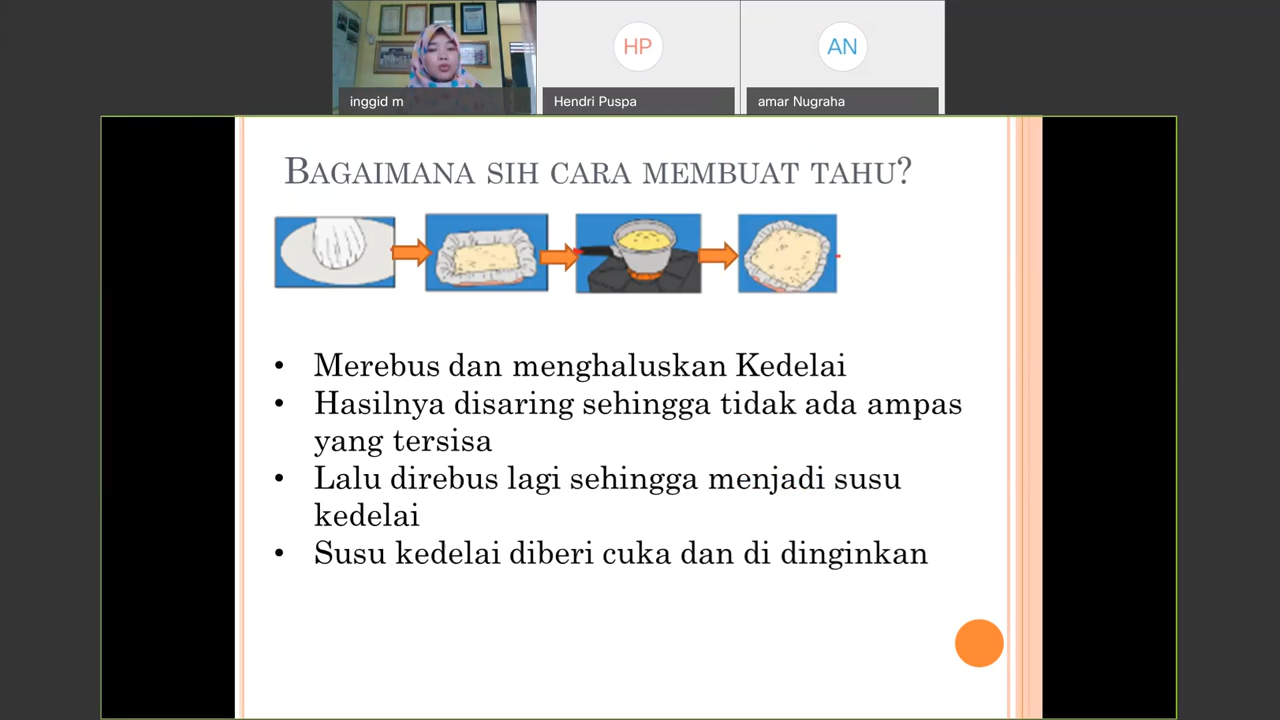 HP
AN
inggid m
Hendri Puspa
amar Nugraha
BAGAIMANA SIH CARA MEMBUAT TAHU?
• Merebus dan menghaluskan Kedelai
• Hasilnya disaring sehingga tidak ada ampas
yang tersisa
• Lalu direbus lagi sehingga menjadi susu
kedelai
• Susu kedelai diberi cuka dan di dinginkan